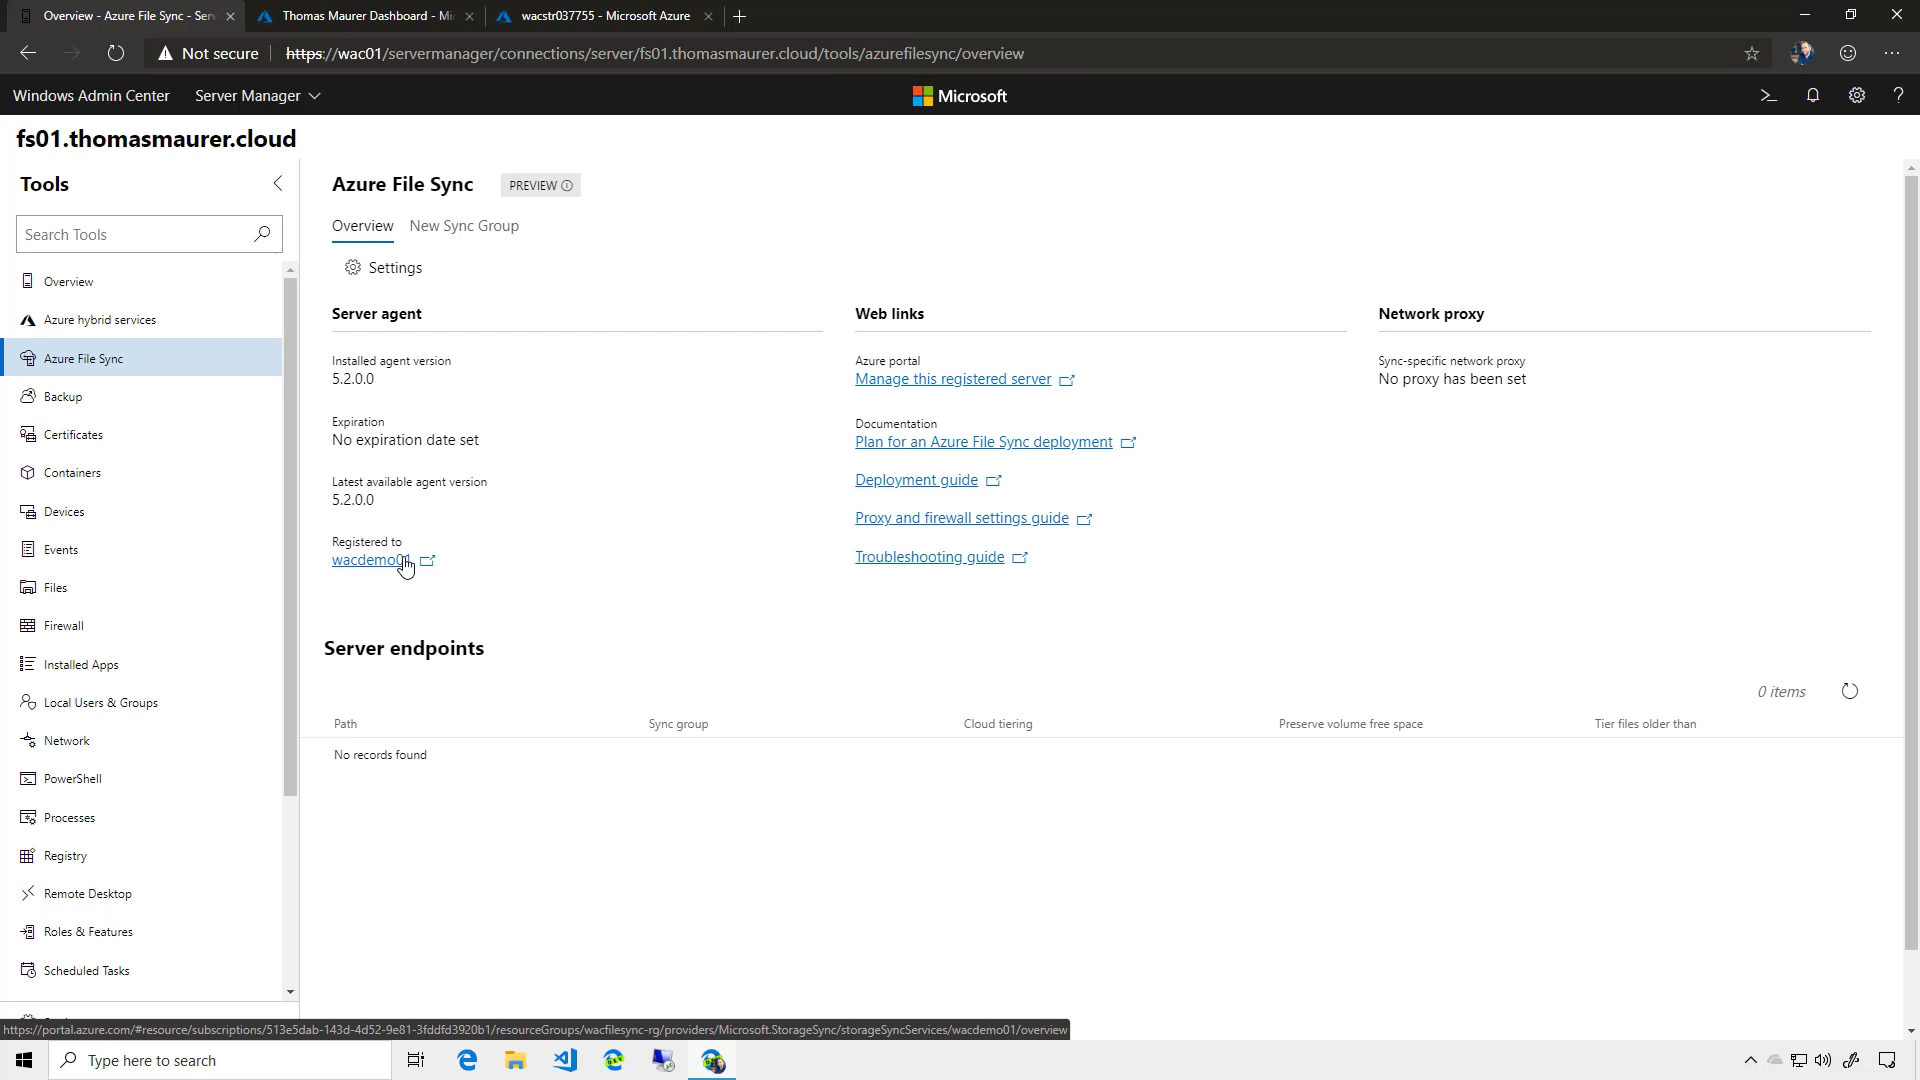 Overview - Azure File Sync - Serv
Thomas Maurer Dashboard - Mi
wacstr037755 - Microsoft Azure
Not secure
https://wac01/servermanager/connections/server/fs01.thomasmaurer.cloud/tools/azurefilesync/overview
Windows Admin Center
Server Manager
Microsoft
fs01.thomasmaurer.cloud
Tools
Search Tools
Overview
Azure hybrid services
Azure File Sync
Backup
Certificates
Containers
Devices
Events
Files
Firewall
Installed Apps
Local Users & Groups
Network
PowerShell
Processes
Registry
Remote Desktop
Roles & Features
Scheduled Tasks
Azure File Sync
PREVIEW
Overview
New Sync Group
Settings
Server agent
Installed agent version
5.2.0.0
Expiration
No expiration date set
Latest available agent version
5.2.0.0
Registered to
wacdemo01
Web links
Azure portal
Manage this registered server
Documentation
Plan for an Azure File Sync deployment
Deployment guide
Proxy and firewall settings guide
Troubleshooting guide
Network proxy
Sync-specific network proxy
No proxy has been set
Server endpoints
0 items
Path
Sync group
Cloud tiering
Preserve volume free space
Tier files older than
No records found
https://portal.azure.com/#resource/subscriptions/513e5dab-143d-4d52-9e81-3fddfd3920b1/resourceGroups/wacfilesync-rg/providers/Microsoft.StorageSync/storageSyncServices/wacdemo01/overview
Type here to search